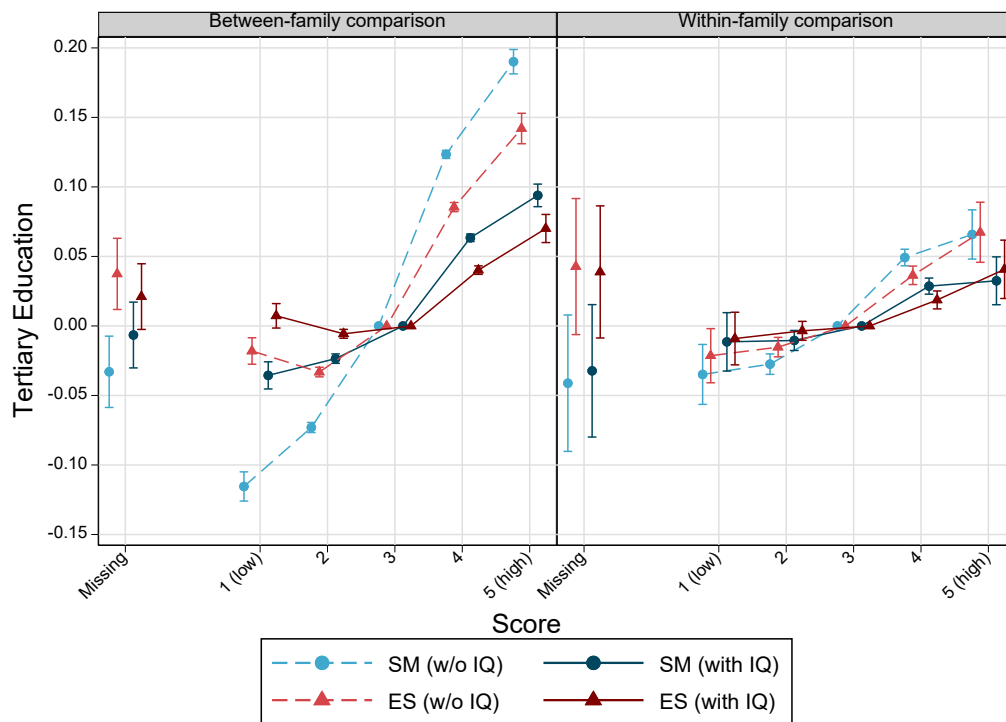 Between-family comparison
Within-family comparison
Tertiary Education
0.20
0.15
0.10
0.05
0.00
-0.05
-0.10
-0.15
Missing
1 (low)
2
3
4
5 (high)
Missing
1 (low)
2
3
4
5 (high)
Score
SM (w/o IQ)
SM (with IQ)
ES (w/o IQ)
ES (with IQ)